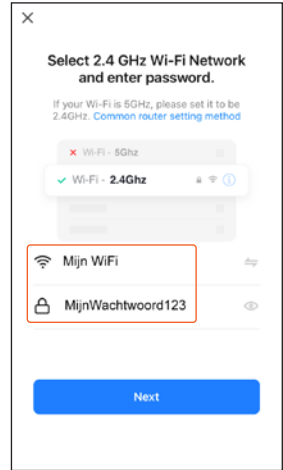 Select 2.4 GHz Wi-Fi Network
and enter password.
If your Wi-Fi is 5GHz, please set it to be
2.4GHz. Common router setting method
Wi-Fi - 5Ghz
Wi-Fi - 2.4Ghz
Mijn WiFi
MijnWachtwoord123
Next